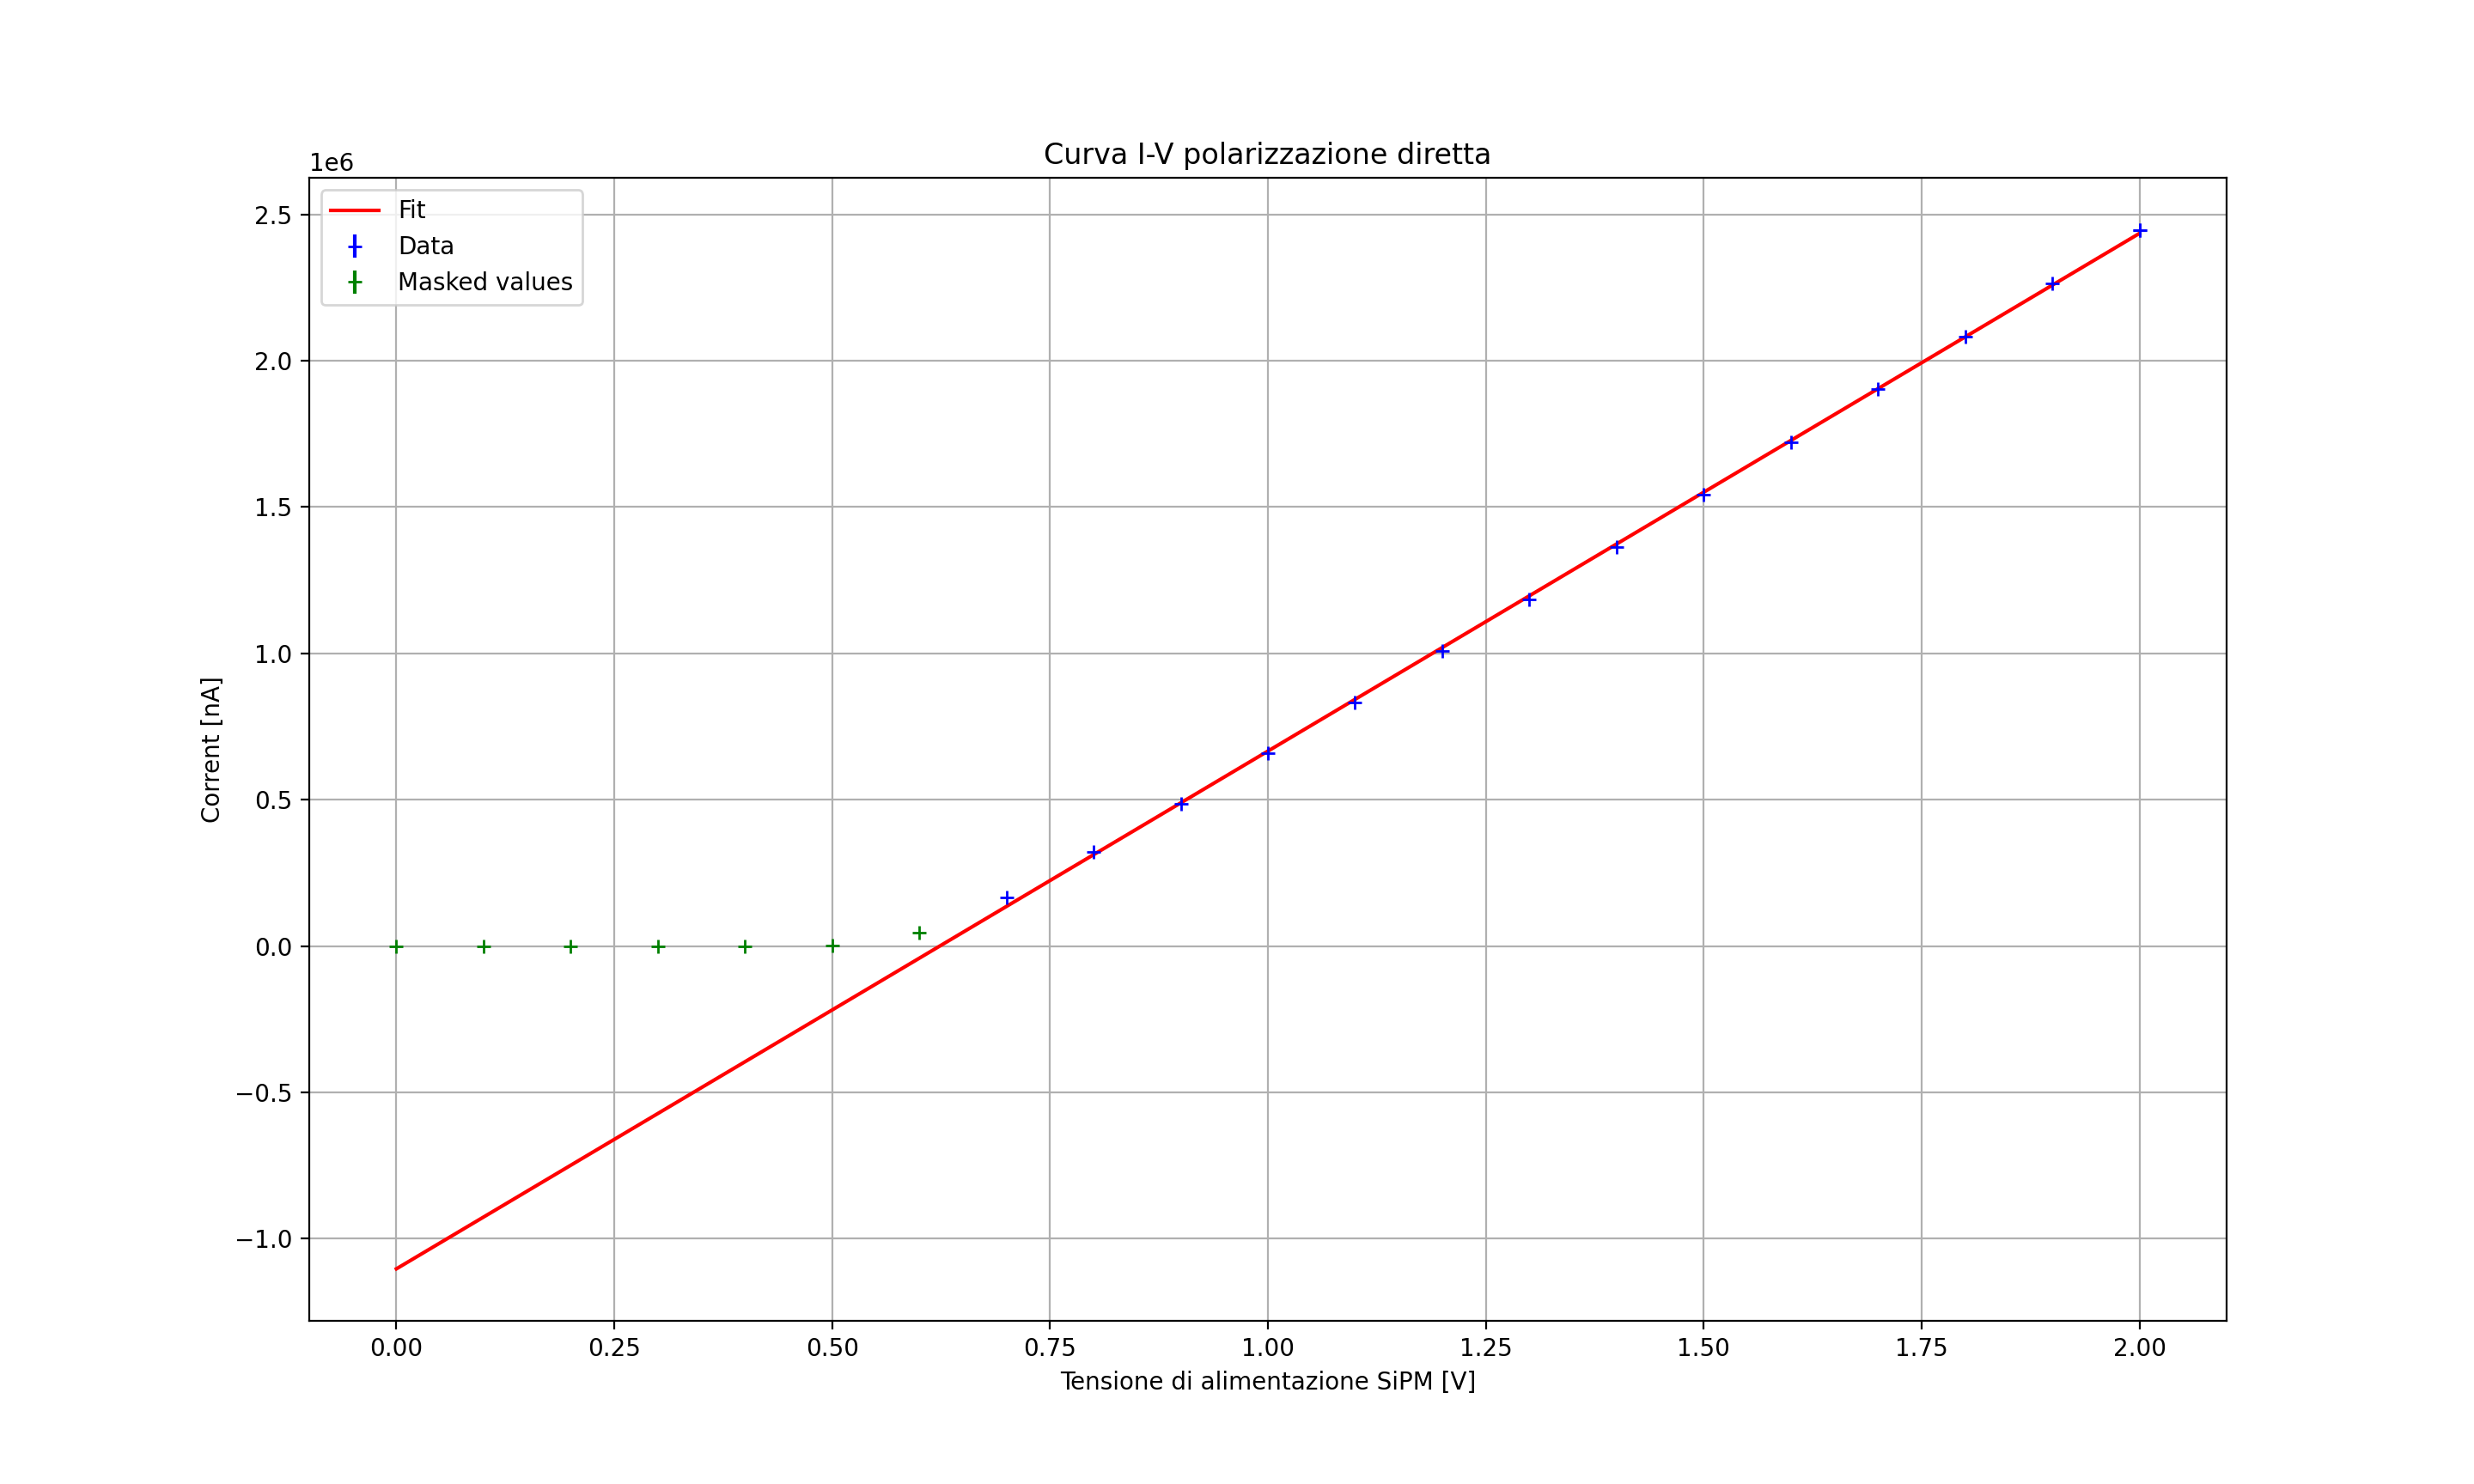 Curva I-V polarizzazione diretta
1e6
Fit
Data
Masked values
2.5
2.0
1.5
1.0
0.5
0.0
−0.5
−1.0
Corrent [nA]
0.00 0.25 0.50 0.75 1.00 1.25 1.50 1.75 2.00
Tensione di alimentazione SiPM [V]